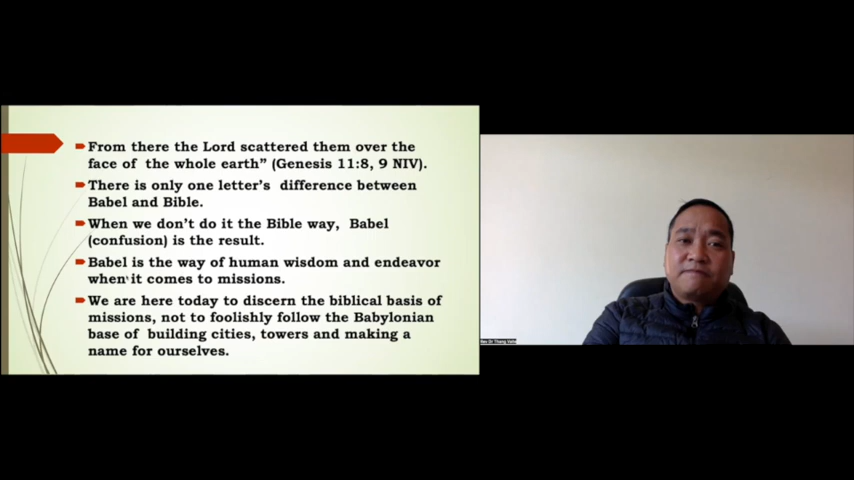 From there the Lord scattered them over the
face of the whole earth” (Genesis 11:8, 9 NIV).
There is only one letter’s difference between
Babel and Bible.
When we don’t do it the Bible way, Babel
(confusion) is the result.
Babel is the way of human wisdom and endeavor
when it comes to missions.
We are here today to discern the biblical basis of
missions, not to foolishly follow the Babylonian
base of building cities, towers and making a
name for ourselves.